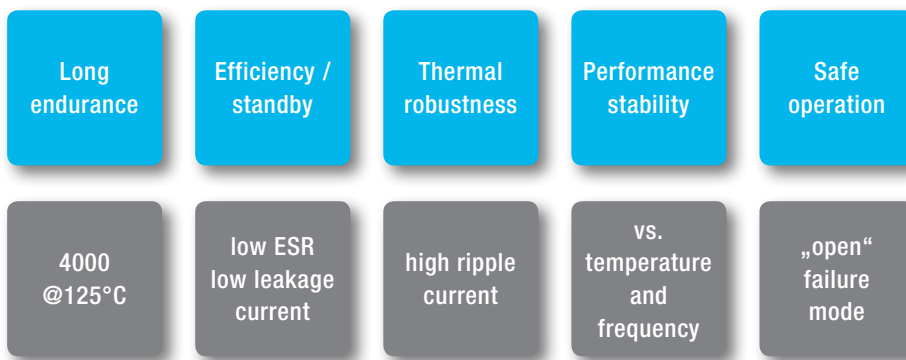 Long
endurance
Efficiency /
standby
Thermal
robustness
Performance
stability
Safe
operation
4000
@125°C
low ESR
low leakage
current
high ripple
current
vs.
temperature
and
frequency
„open“
failure
mode